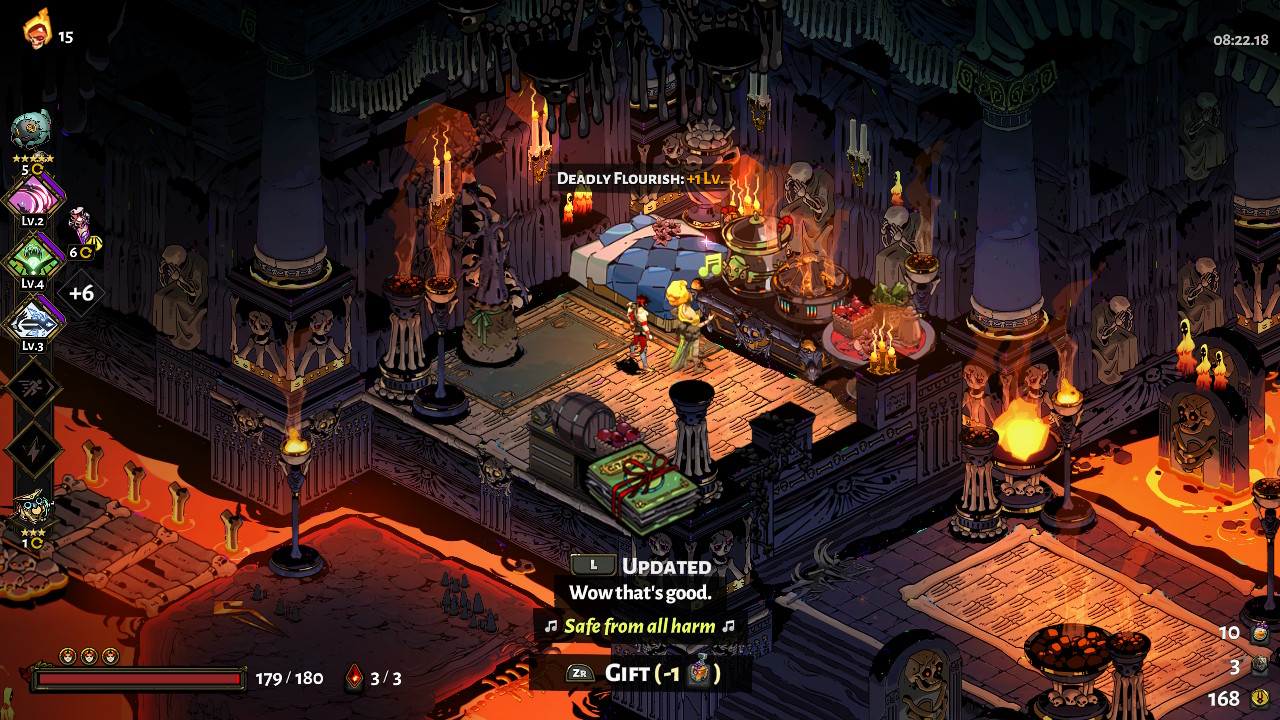 15
08:22.18
5
Lv.2
6
Lv.4
+6
Lv.3
1
DEADLY FLOURISH: +1 Lv.
L UPDATED
Wow that's good.
♫ Safe from all harm ♫
ZR GIFT (-1 )
179 / 180
3 / 3
10
3
168